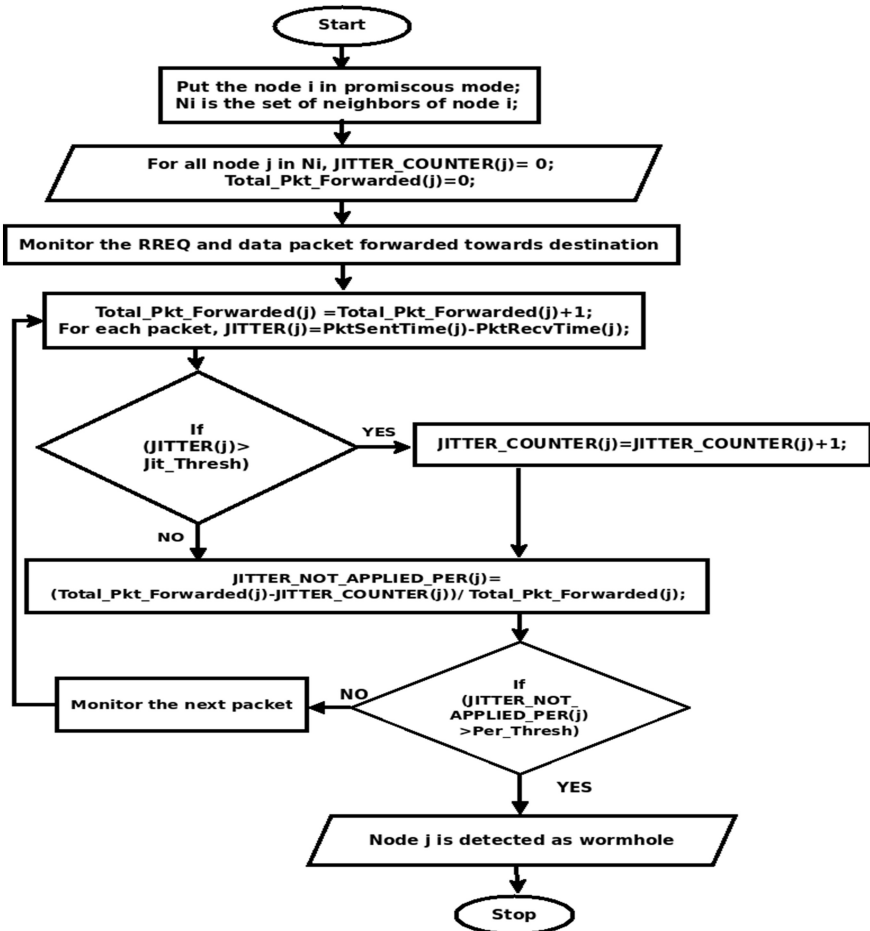 Start
Put the node i in promiscous mode;
Ni is the set of neighbors of node i;
For all node j in Ni, JITTER_COUNTER(j)= 0;
Total_Pkt_Forwarded(j)=0;
Monitor the RREQ and data packet forwarded towards destination
Total_Pkt_Forwarded(j) =Total_Pkt_Forwarded(j)+1;
For each packet, JITTER(j)=PktSentTime(j)-PktRecvTime(j);
If
(JITTER(j)>
Jit_Thresh)
YES
JITTER_COUNTER(j)=JITTER_COUNTER(j)+1;
NO
JITTER_NOT_APPLIED_PER(j)=
(Total_Pkt_Forwarded(j)-JITTER_COUNTER(j))/ Total_Pkt_Forwarded(j);
If
(JITTER_NOT_
APPLIED_PER(j)
>Per_Thresh)
NO
Monitor the next packet
YES
Node j is detected as wormhole
Stop